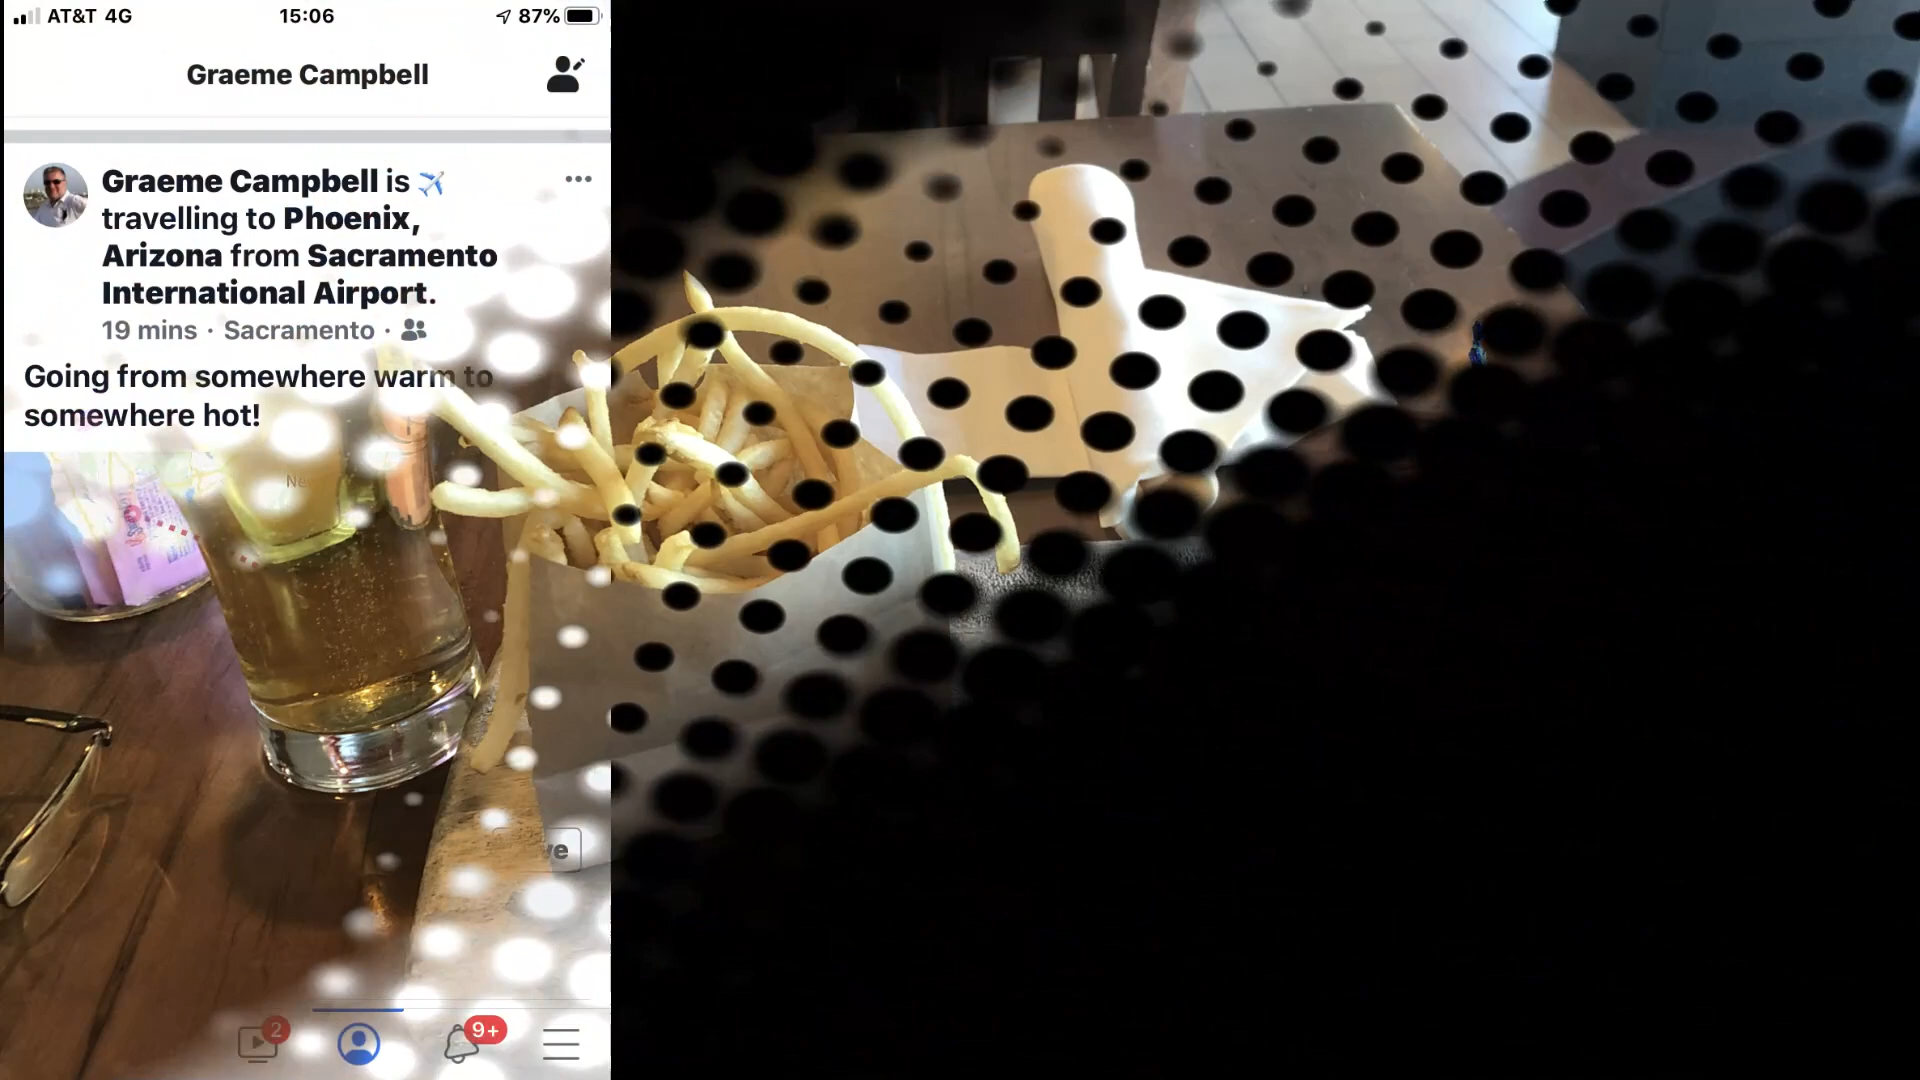 AT&T 4G 15:06 87%
Graeme Campbell
Graeme Campbell is
travelling to Phoenix,
Arizona from Sacramento
International Airport.
19 mins · Sacramento ·
Going from somewhere warm to
somewhere hot!
2 9+